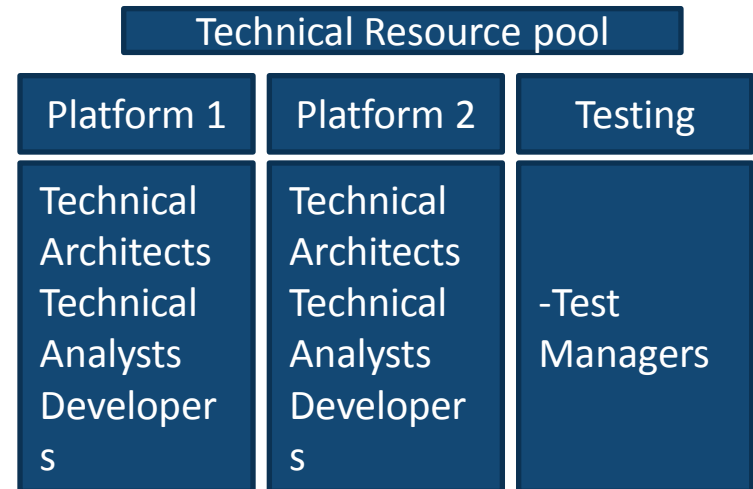 Technical Resource pool
Platform 1
Platform 2
Testing
Technical
Architects
Technical
Analysts
Developer
s
Technical
Architects
Technical
Analysts
Developer
s
-Test
Managers